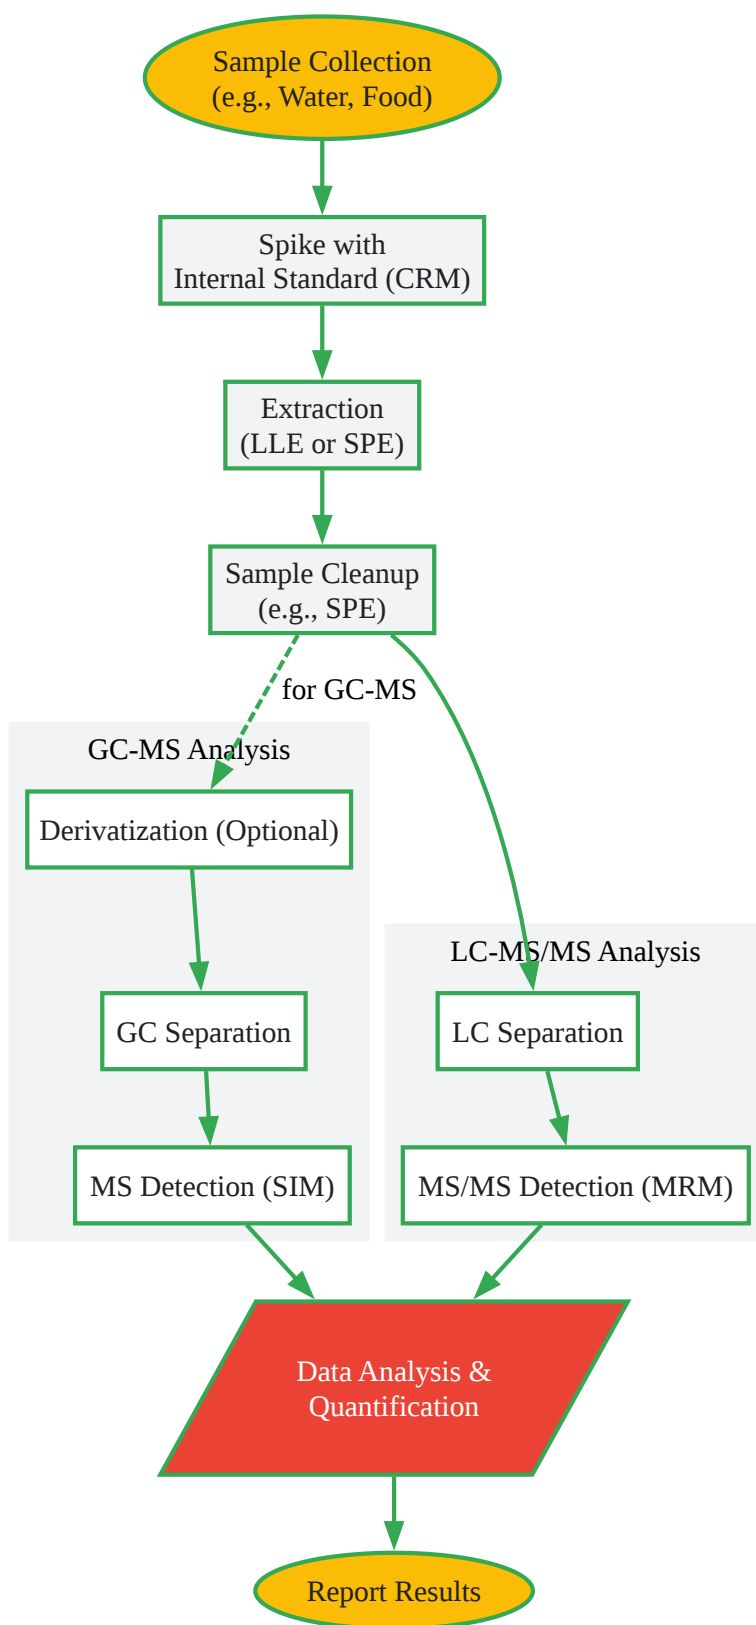 Sample Collection
(e.g., Water, Food)
Spike with
Internal Standard (CRM)
Extraction
(LLE or SPE)
Sample Cleanup
(e.g., SPE)
for GC-MS
GC-MS Analysis
Derivatization (Optional)
GC Separation
MS Detection (SIM)
LC-MS/MS Analysis
LC Separation
MS/MS Detection (MRM)
Data Analysis &
Quantification
Report Results